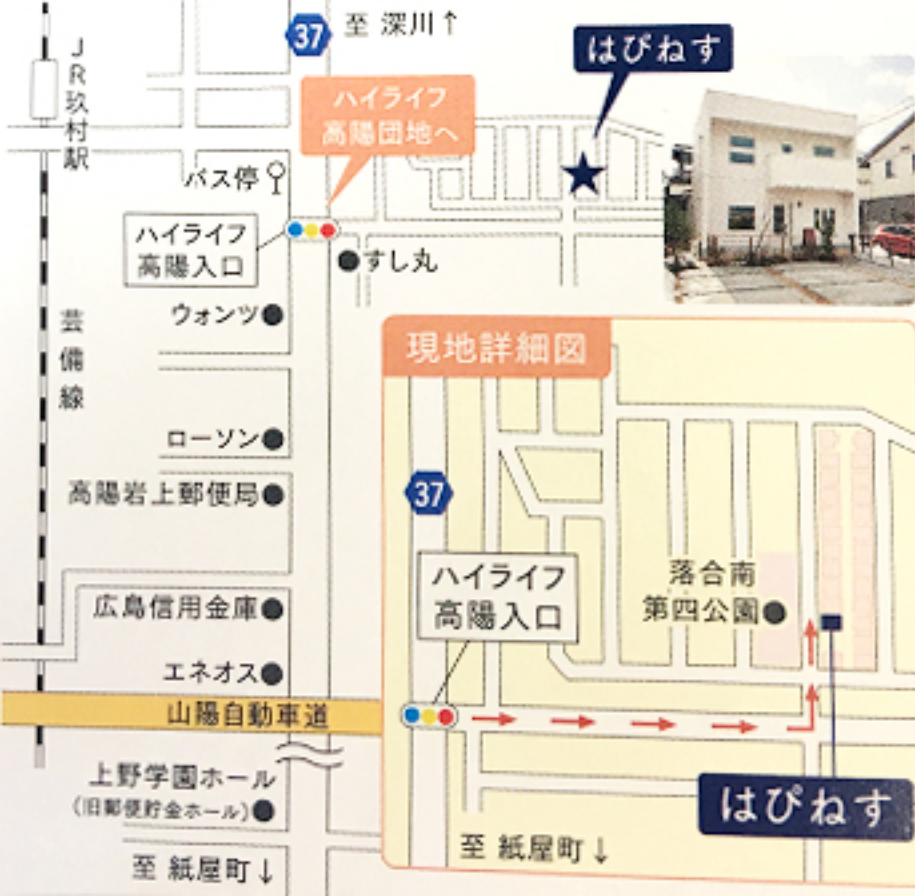 37
至 深川↑
はぴねす
JR玖村駅
ハイライフ
高陽団地へ
バス停
ハイライフ
高陽入口
すし丸
ウォンツ
芸備線
現地詳細図
ローソン
高陽岩上郵便局
37
広島信用金庫
ハイライフ
高陽入口
落合南
第四公園
エネオス
山陽自動車道
上野学園ホール
(旧郵便貯金ホール)
はぴねす
至 紙屋町↓
至 紙屋町↓